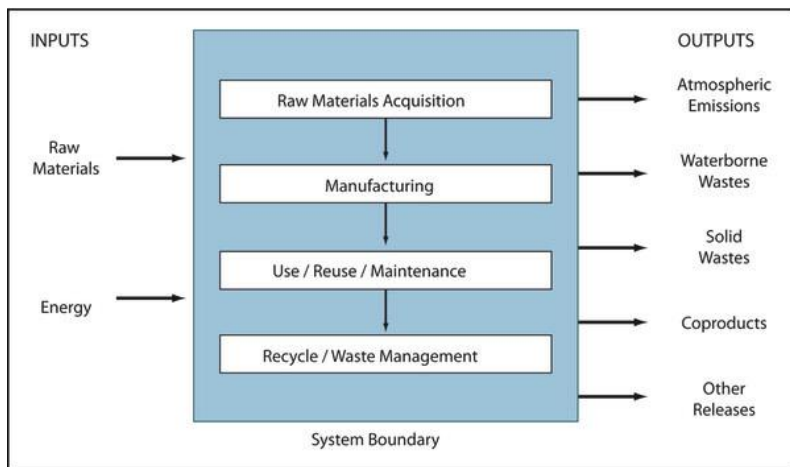 INPUTS
Raw
Materials
Energy
Raw Materials Acquisition
Manufacturing
Use / Reuse / Maintenance
Recycle / Waste Management
System Boundary
OUTPUTS
Atmospheric
Emissions
Waterborne
Wastes
Solid
Wastes
Coproducts
Other
Releases